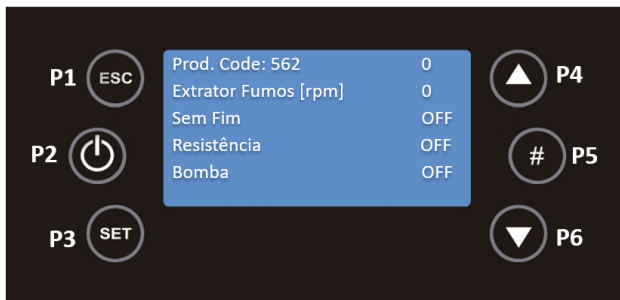 P1 ESC
P2
P3 SET
Prod. Code: 562 0
Extrator Fumos [rpm] 0
Sem Fim OFF
Resistência OFF
Bomba OFF
P4
# P5
P6